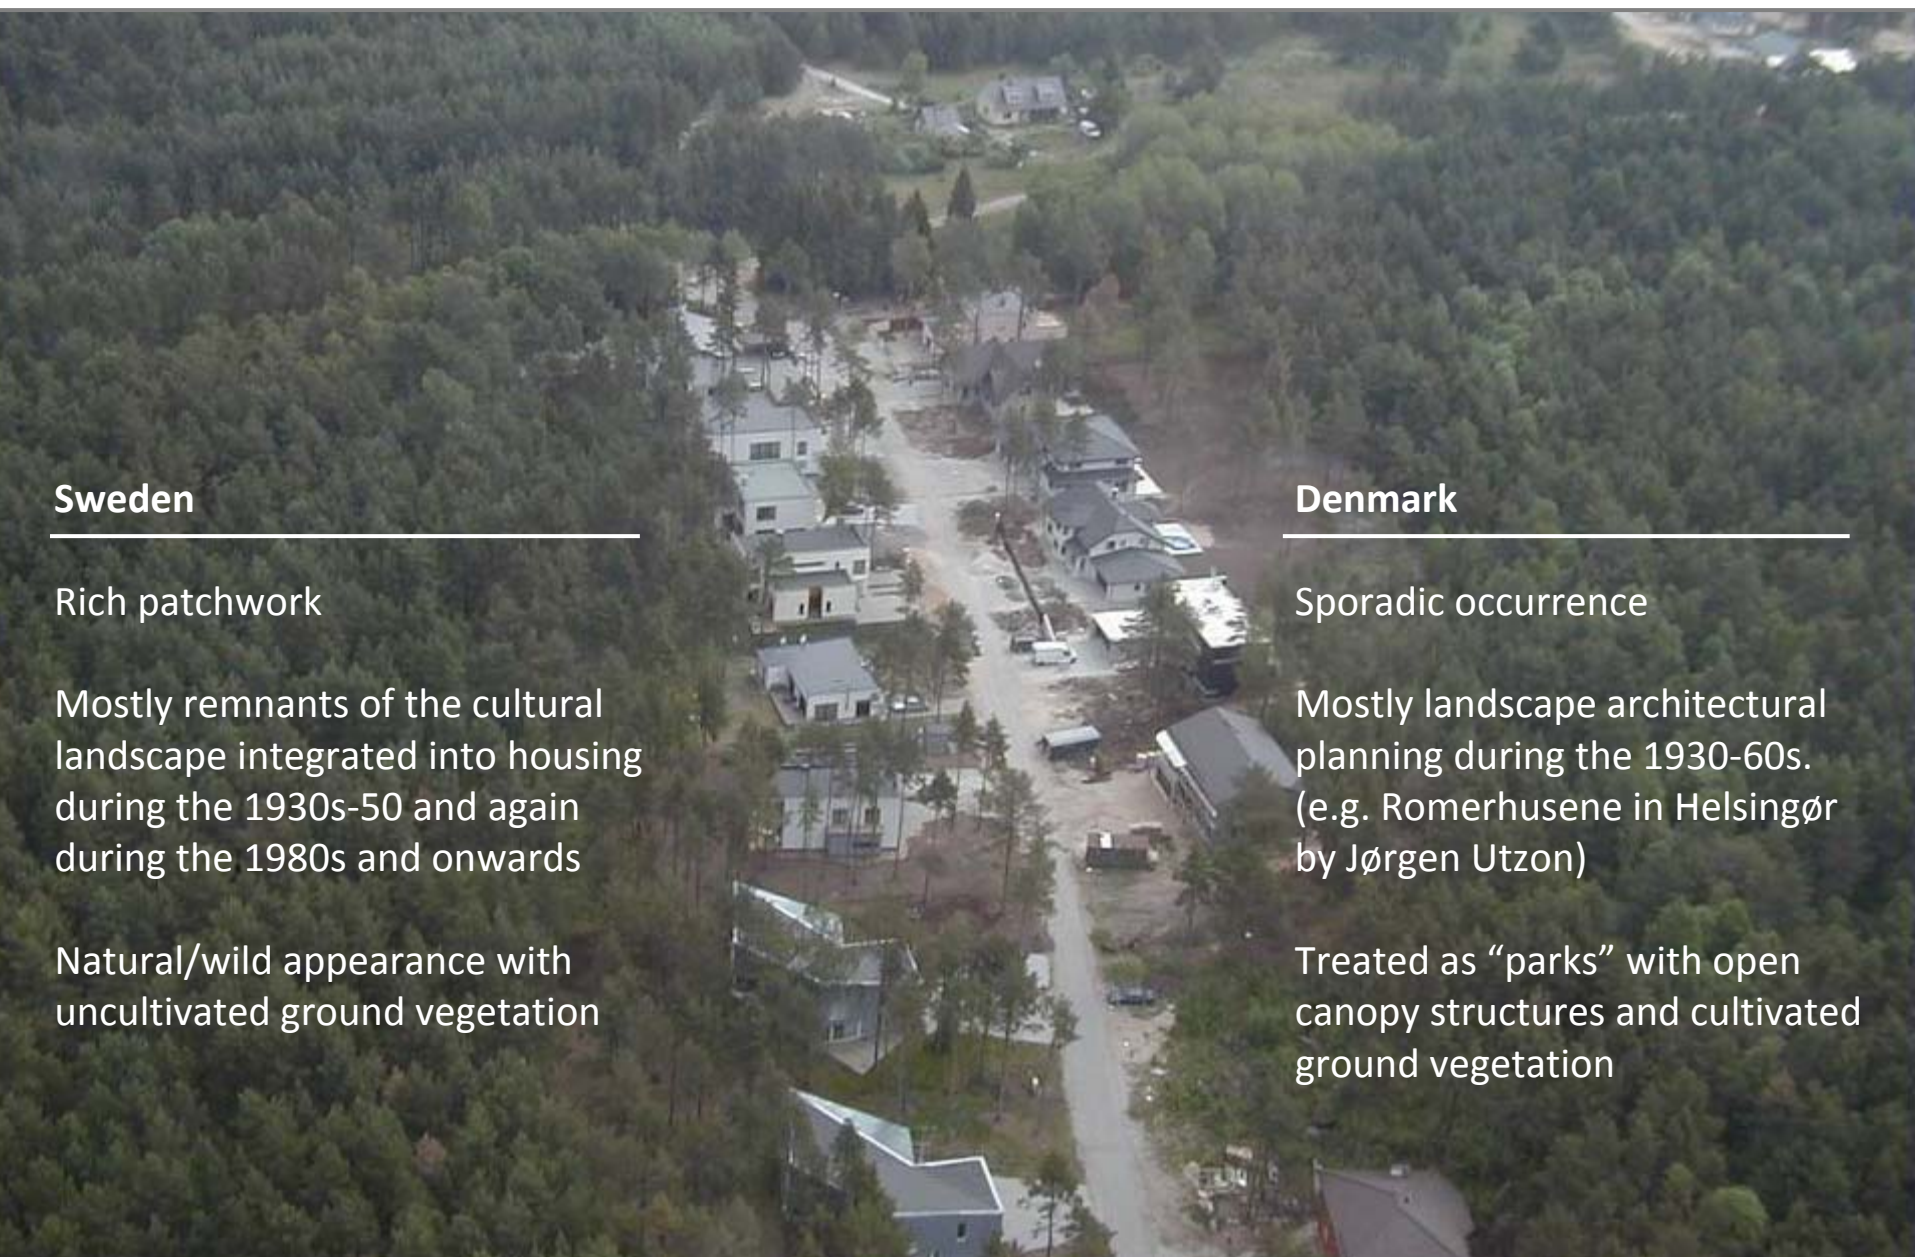 Sweden
Rich patchwork
Mostly remnants of the cultural
landscape integrated into housing
during the 1930s-50 and again
during the 1980s and onwards
Natural/wild appearance with
uncultivated ground vegetation
Denmark
Sporadic occurrence
Mostly landscape architectural
planning during the 1930-60s.
(e.g. Romerhusene in Helsingør
by Jørgen Utzon)
Treated as “parks” with open
canopy structures and cultivated
ground vegetation